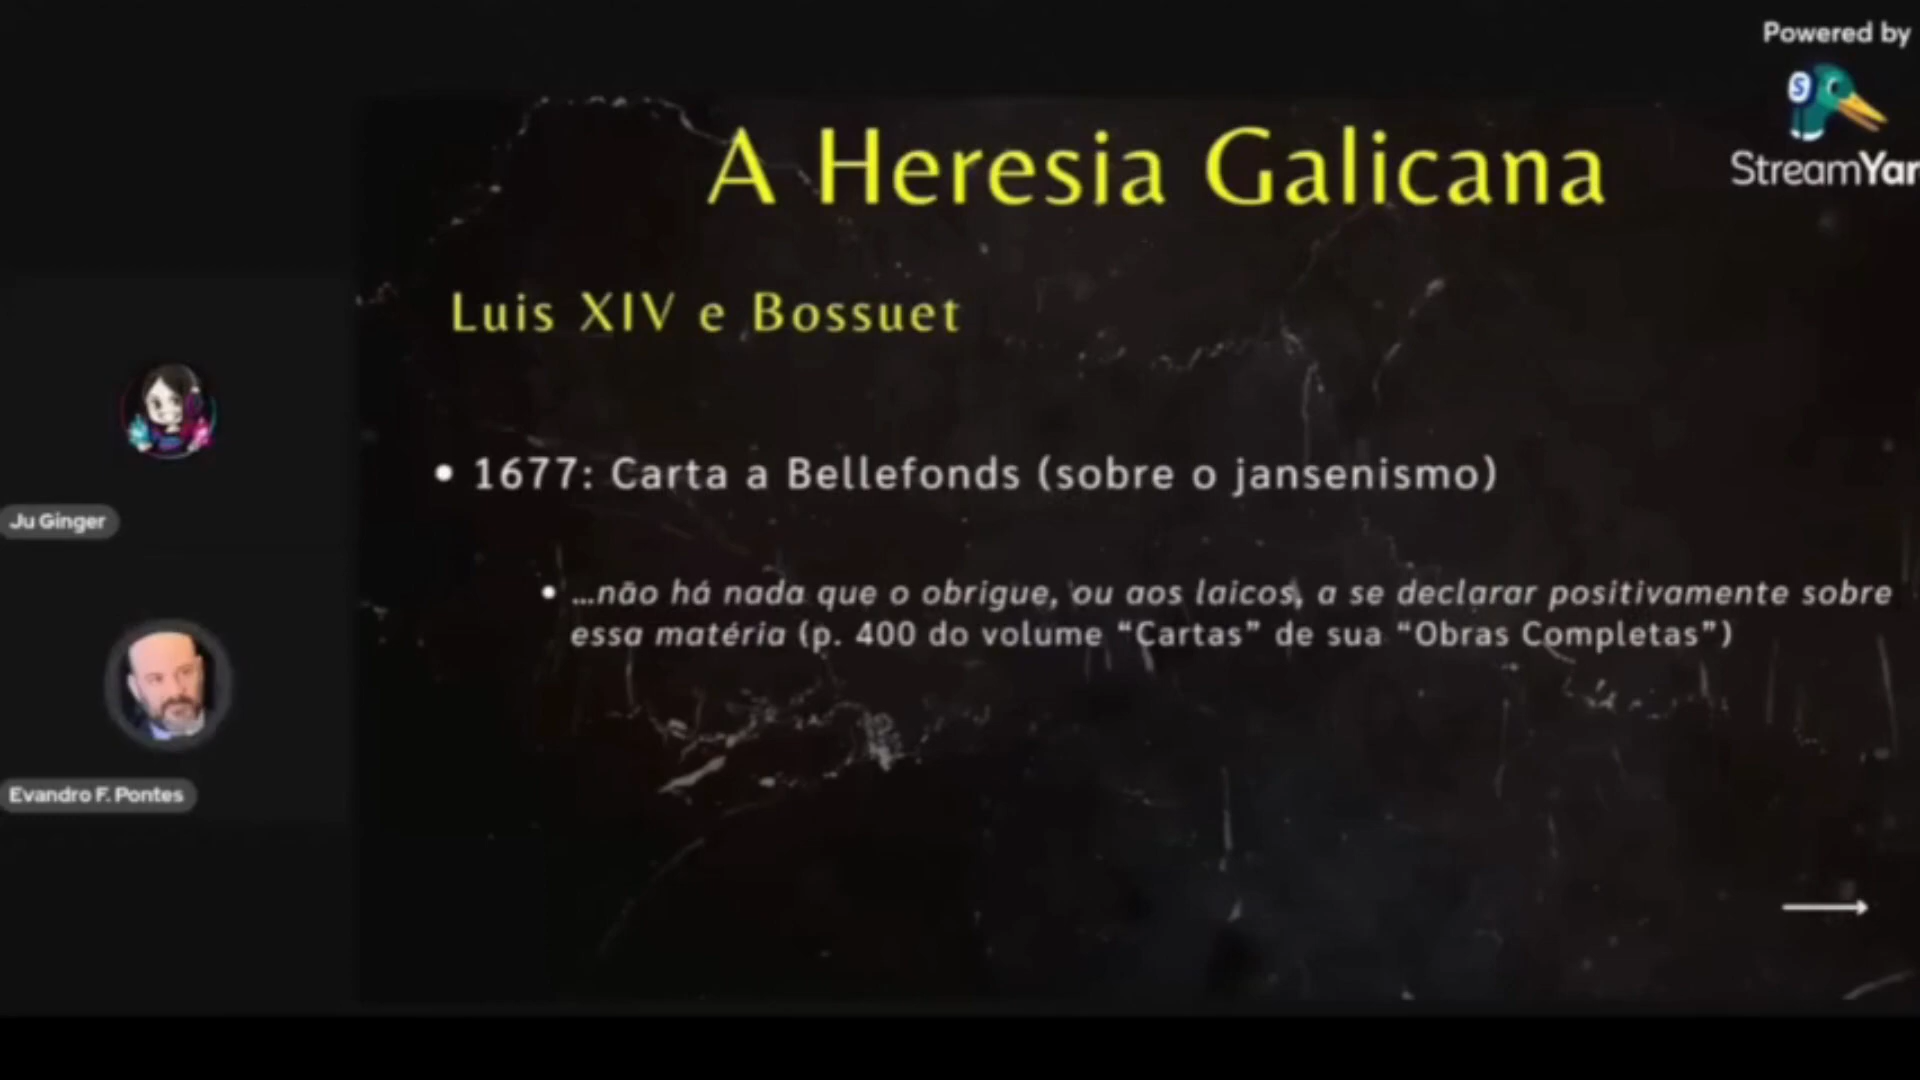 Powered by
StreamYar
A Heresia Galicana
Luis XIV e Bossuet
• 1677: Carta a Bellefonds (sobre o jansenismo)
• ...não há nada que o obrigue, ou aos laicos, a se declarar positivamente sobre
essa matéria (p. 400 do volume “Cartas” de sua “Obras Completas”)
Ju Ginger
Evandro F. Pontes